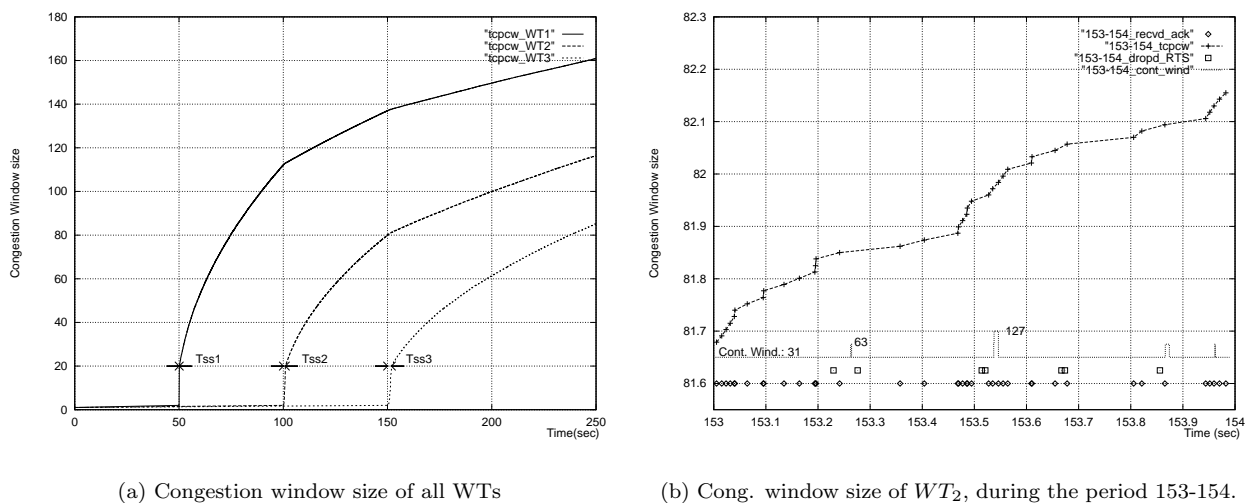 180
160
140
120
100
80
60
40
20
0
Congestion Window size
"tcpcw_WT1"
"tcpcw_WT2"
"tcpcw_WT3"
Tss1
Tss2
Tss3
0
50
100
150
200
250
Time(sec)
(a) Congestion window size of all WTs
82.3
82.2
82.1
82
81.9
81.8
81.7
81.6
Congestion Window size
"153-154_recvd_ack"
"153-154_tcpcw"
"153-154_dropd_RTS"
"153-154_cont_wind"
127
63
Cont. Wind.: 31
153
153.1
153.2
153.3
153.4
153.5
153.6
153.7
153.8
153.9
154
Time (sec)
(b) Cong. window size of WT2, during the period 153-154.